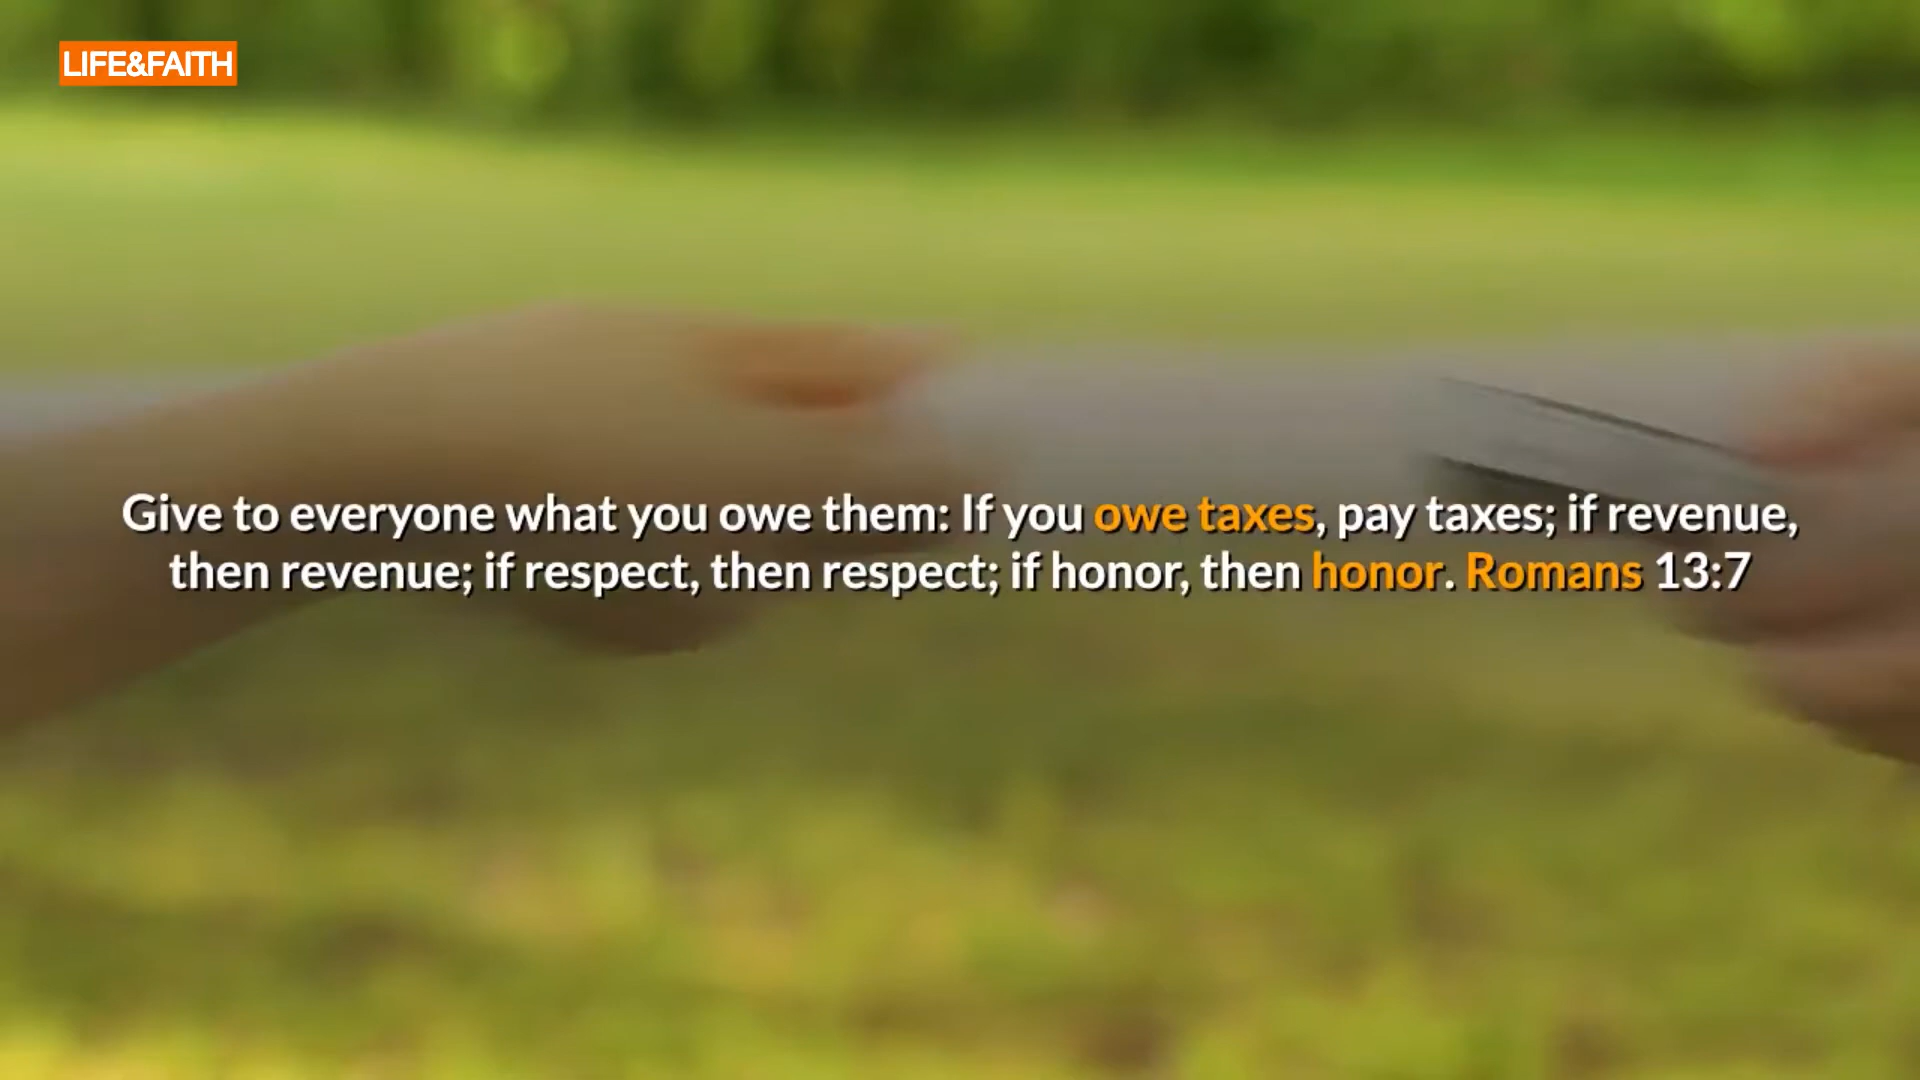 LIFE&FAITH
Give to everyone what you owe them: If you owe taxes, pay taxes; if revenue,
then revenue; if respect, then respect; if honor, then honor. Romans 13:7